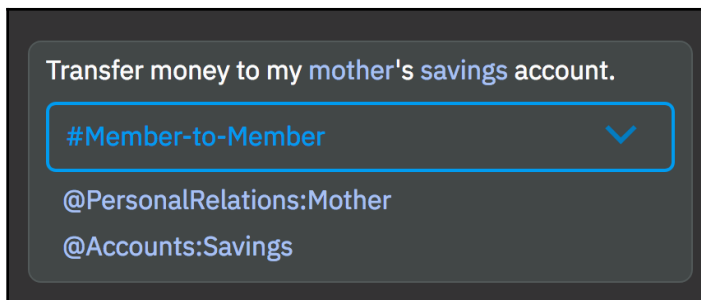 Transfer money to my mother's savings account.
#Member-to-Member
@PersonalRelations:Mother
@Accounts:Savings